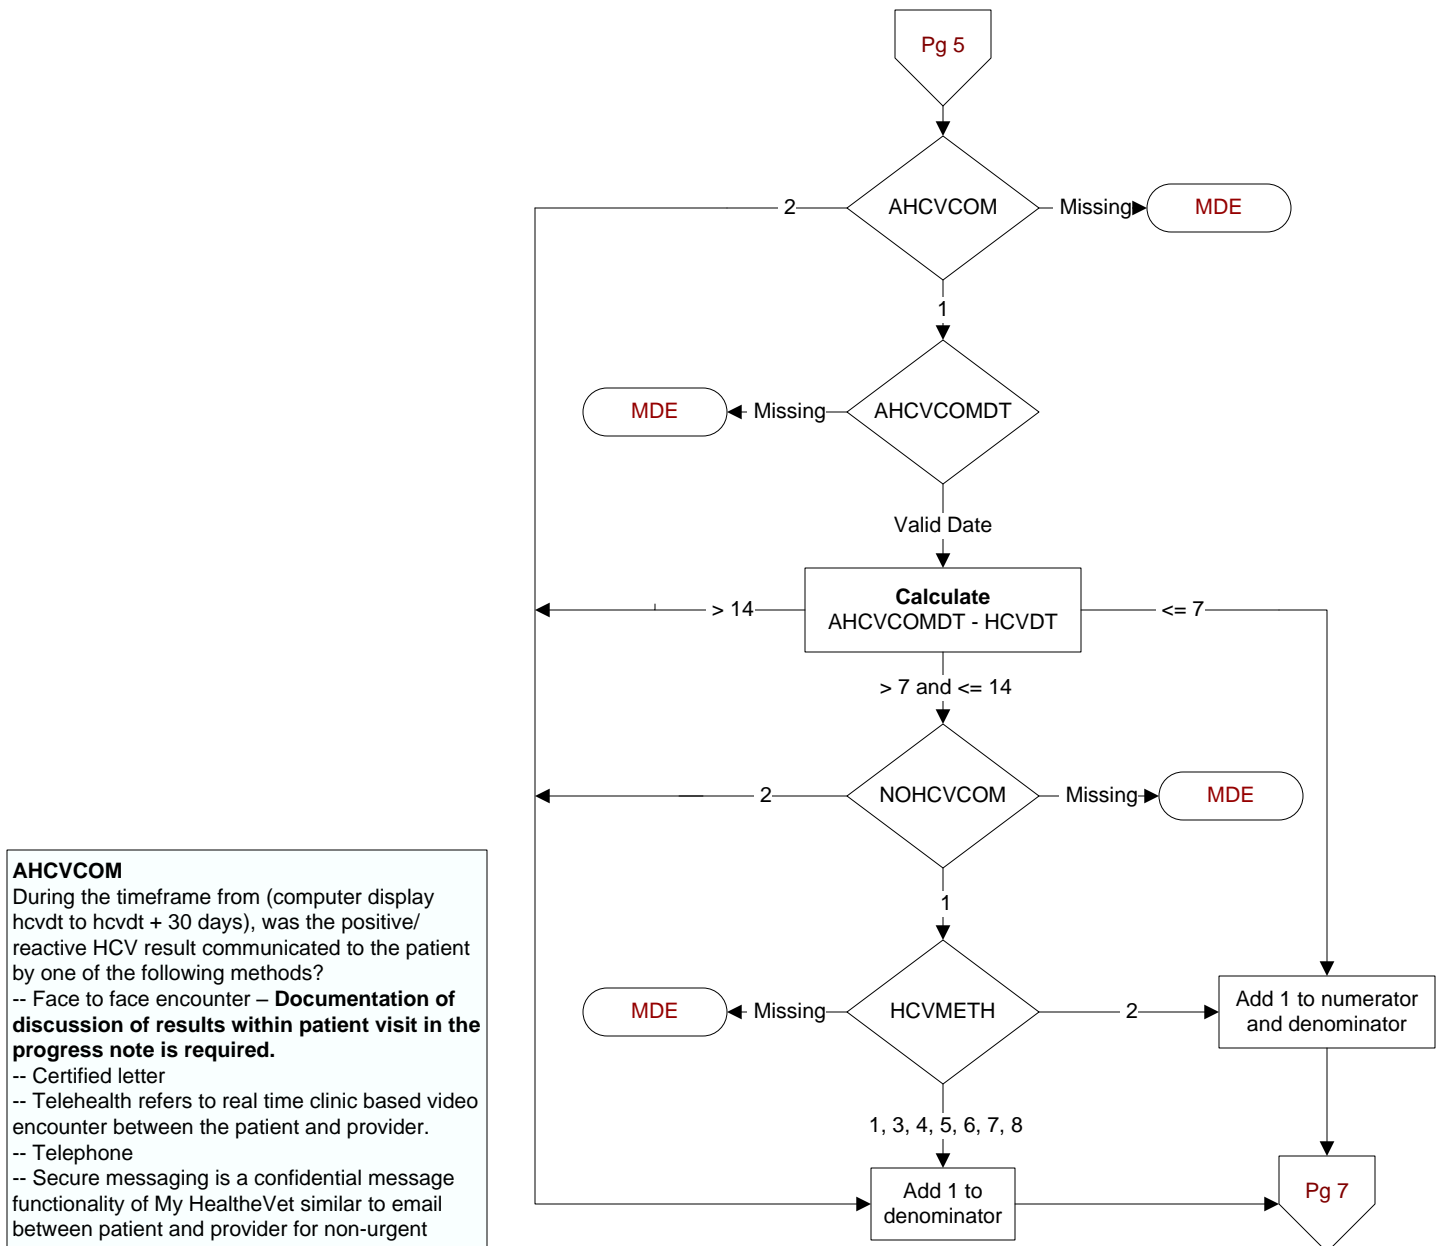 Pg 5
2
AHCVCOM
Missing
MDE
1
MDE
Missing
AHCVCOMDT
Valid Date
> 14
Calculate
AHCVCOMDT - HCVDT
<= 7
> 7 and <= 14
2
NOHCVCOM
Missing
MDE
1
MDE
Missing
HCVMETH
2
Add 1 to numerator
and denominator
1, 3, 4, 5, 6, 7, 8
Add 1 to
denominator
Pg 7
AHCVCOM
During the timeframe from (computer display
hcvdt to hcvdt + 30 days), was the positive/
reactive HCV result communicated to the patient
by one of the following methods?
-- Face to face encounter – Documentation of
discussion of results within patient visit in the
progress note is required.
-- Certified letter
-- Telehealth refers to real time clinic based video
encounter between the patient and provider.
-- Telephone
-- Secure messaging is a confidential message
functionality of My HealtheVet similar to email
between patient and provider for non-urgent